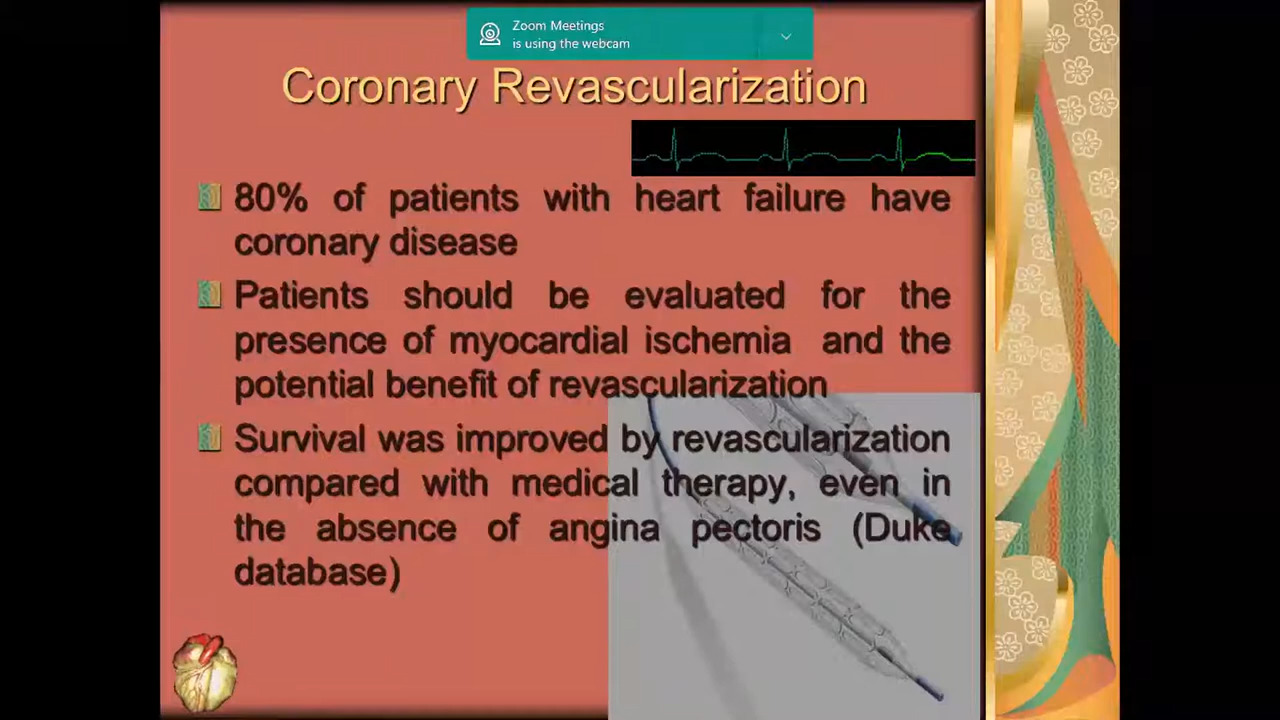 Zoom Meetings
is using the webcam
Coronary Revascularization
80% of patients with heart failure have
coronary disease
Patients should be evaluated for the
presence of myocardial ischemia and the
potential benefit of revascularization
Survival was improved by revascularization
compared with medical therapy, even in
the absence of angina pectoris (Duke
database)